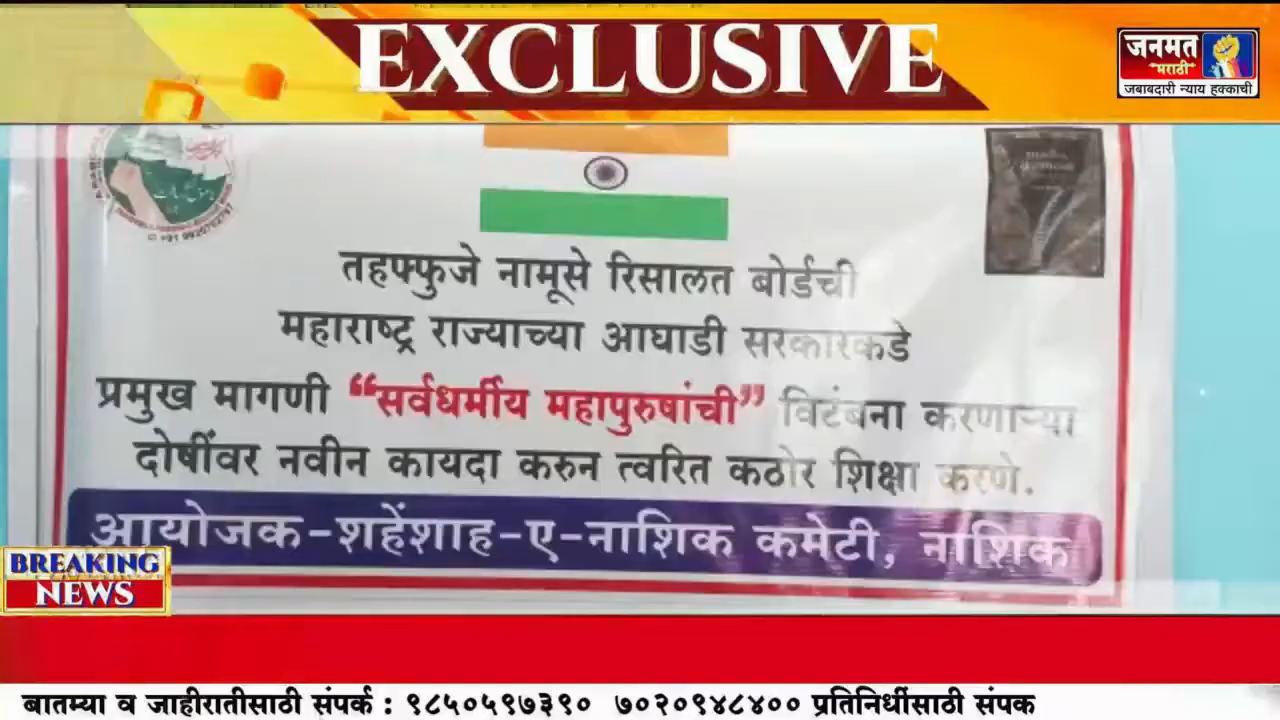 EXCLUSIVE
जनमत
मराठी
जबाबदारी न्याय हक्काची
तहफ्फुजे नामूसे रिसालत बोर्डची
महाराष्ट्र राज्याच्या आघाडी सरकारकडे
प्रमुख मागणी “सर्वधर्मीय महापुरुषांची” विटंबना करणाऱ्या
दोषींवर नवीन कायदा करुन त्वरित कठोर शिक्षा करणे.
आयोजक-शहेंशाह-ए-नाशिक कमेटी, नाशिक
BREAKING
NEWS
बातम्या व जाहीरातीसाठी संपर्क : ९८५०५९७३९० ७०२०९४८४०० प्रतिनिधींसाठी संपक